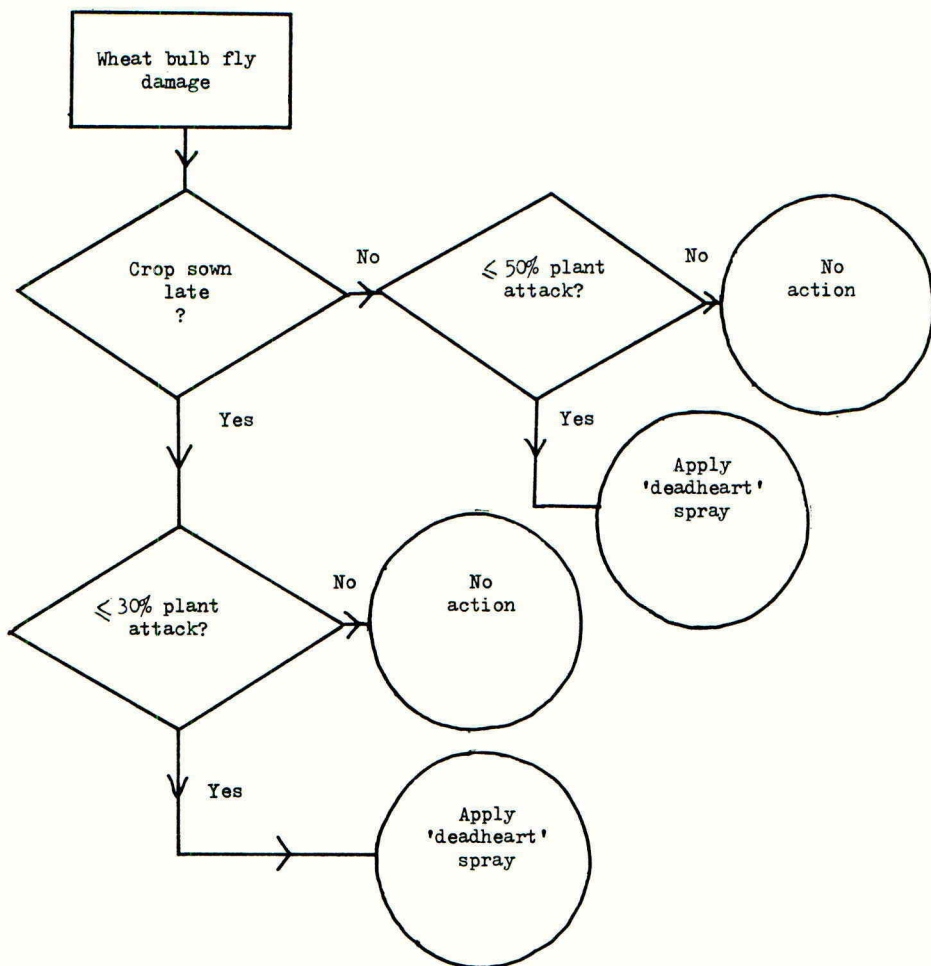 Wheat bulb fly
damage
Crop sown
late
?
No
⩽ 50% plant
attack?
No
No
action
Yes
Yes
Apply
'deadheart'
spray
⩽ 30% plant
attack?
No
No
action
Yes
Apply
'deadheart'
spray